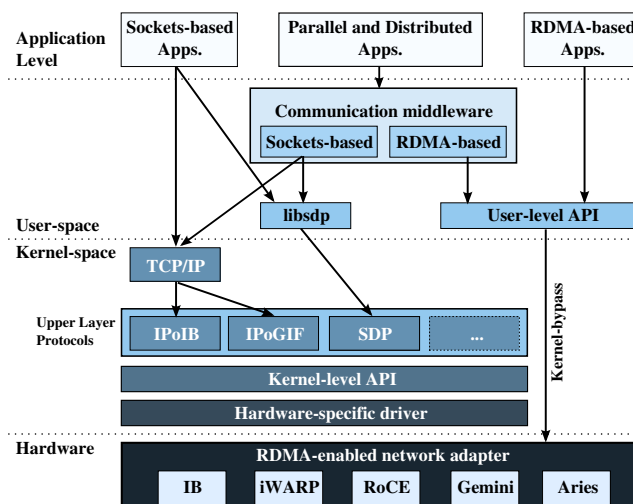 Application
Level
Sockets-based
Apps.
Parallel and Distributed
Apps.
RDMA-based
Apps.
Communication middleware
Sockets-based
RDMA-based
User-space
libsdp
User-level API
Kernel-space
TCP/IP
Upper Layer
Protocols
IPoIB
IPoGIF
SDP
...
Kernel-bypass
Kernel-level API
Hardware-specific driver
Hardware
RDMA-enabled network adapter
IB
iWARP
RoCE
Gemini
Aries